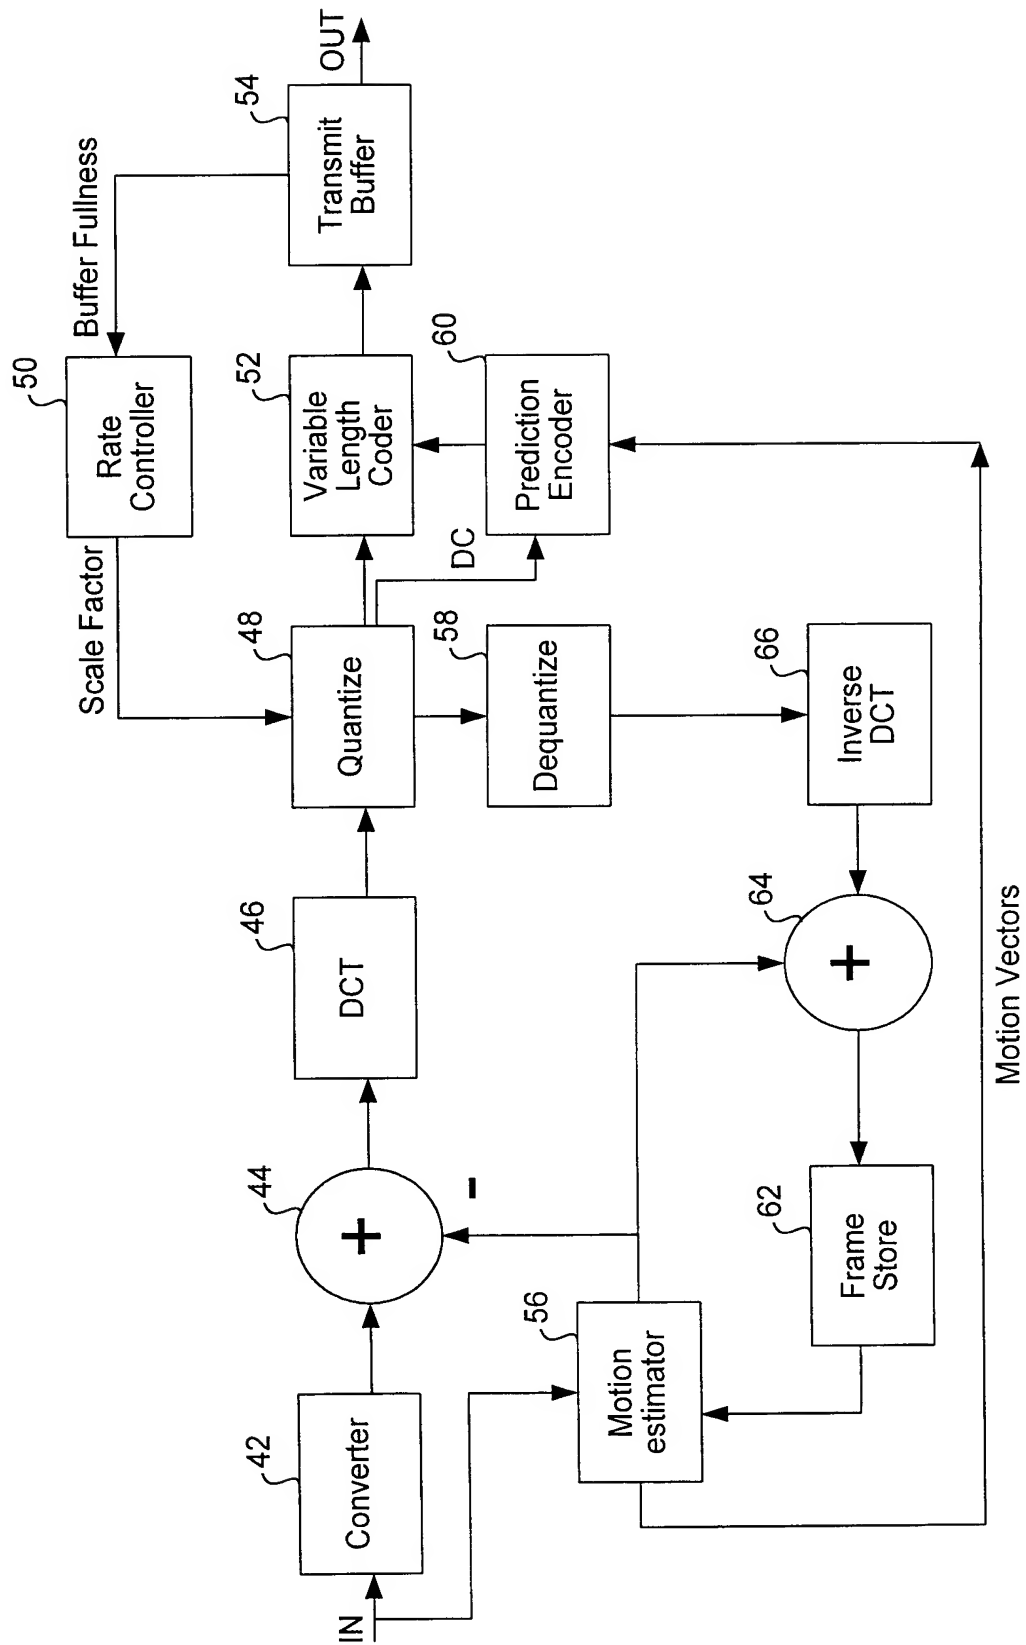 50
Rate
Controller
Buffer Fullness
Scale Factor
54
Transmit
Buffer
OUT
IN
42
Converter
44
+
-
46
DCT
48
Quantize
52
Variable
Length
Coder
DC
60
Prediction
Encoder
58
Dequantize
56
Motion
estimator
64
+
66
Inverse
DCT
62
Frame
Store
Motion Vectors